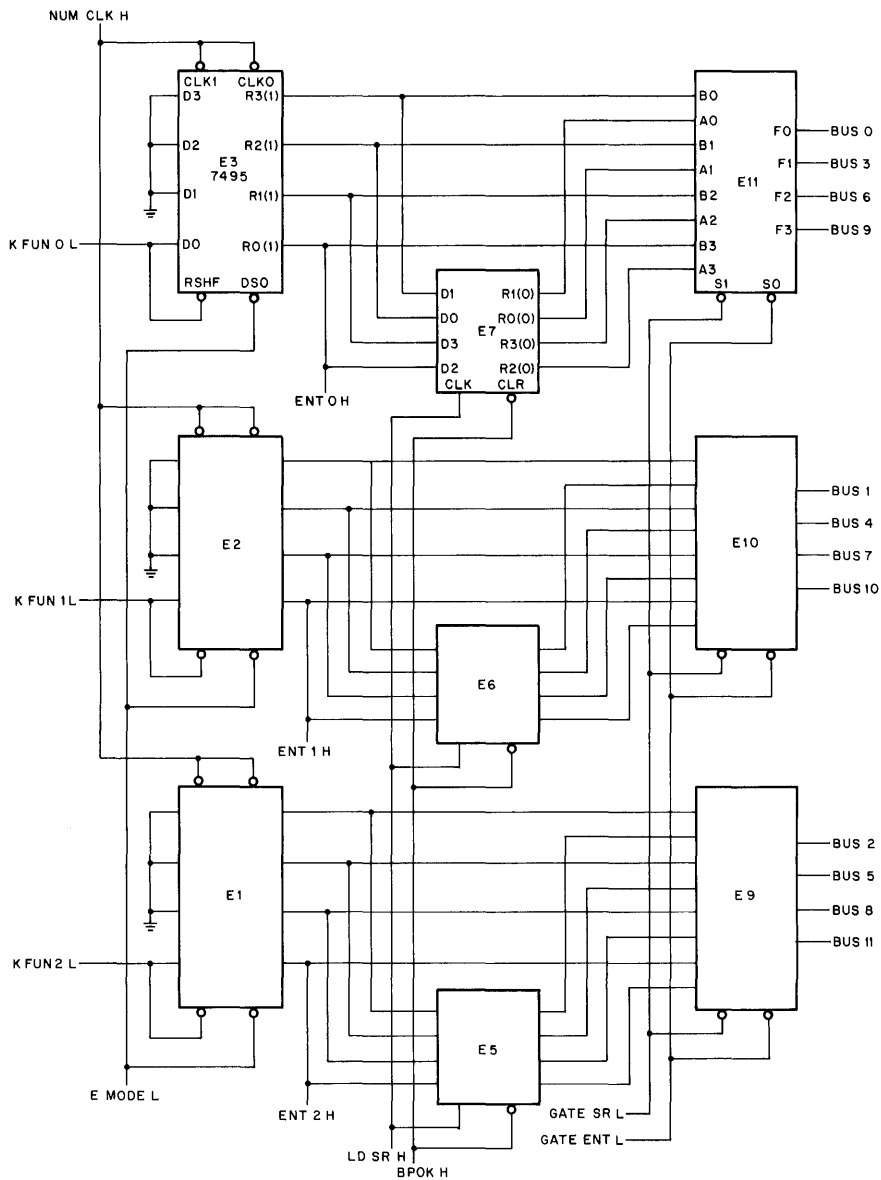 NUM CLK H
CLK1 CLK0
D3 R3(1)
D2 R2(1)
E3
7495
D1 R1(1)
D0 R0(1)
RSHF DS0
K FUN 0 L
ENT 0 H
D1 R1(0)
D0 R0(0)
E7
D3 R3(0)
D2 R2(0)
CLK CLR
B0
A0
B1
A1
B2
A2
B3
A3
E11
F0
F1
F2
F3
S1 S0
BUS 0
BUS 3
BUS 6
BUS 9
E2
K FUN 1 L
ENT 1 H
E6
E10
BUS 1
BUS 4
BUS 7
BUS 10
E1
K FUN 2 L
E MODE L
ENT 2 H
E5
LD SR H
BPOK H
E9
BUS 2
BUS 5
BUS 8
BUS 11
GATE SR L
GATE ENT L